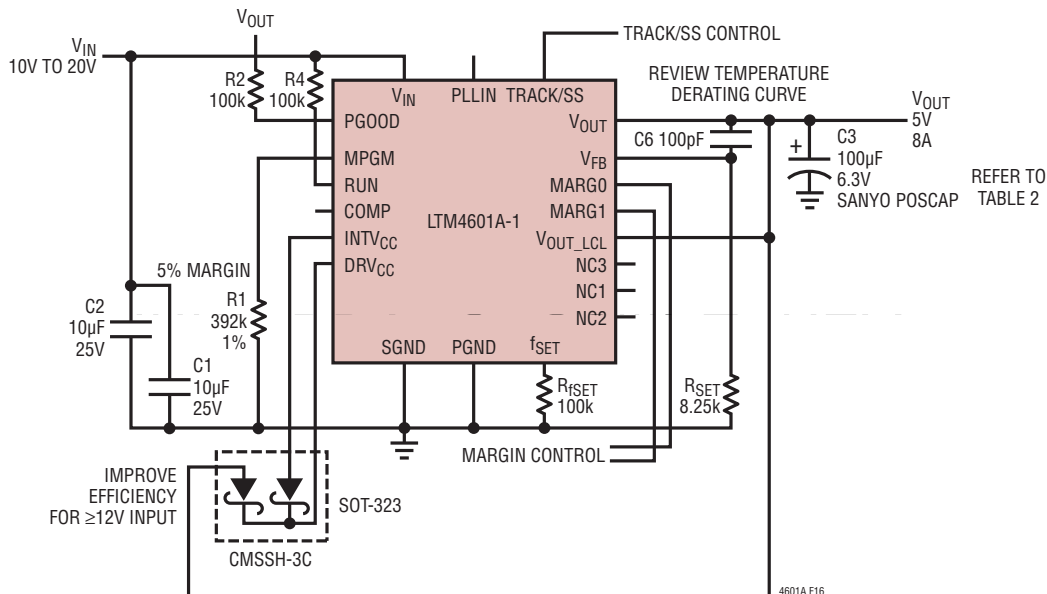 VOUT
VIN
10V TO 20V
R2
100k
R4
100k
TRACK/SS CONTROL
REVIEW TEMPERATURE
DERATING CURVE
VIN
PLLIN
TRACK/SS
PGOOD
MPGM
RUN
COMP
INTVCC
DRVCC
LTM4601A-1
VOUT
VFB
MARG0
MARG1
VOUT_LCL
NC3
NC1
NC2
SGND
PGND
fSET
C6 100pF
VOUT
5V
8A
+
C3
100µF
6.3V
SANYO POSCAP
REFER TO
TABLE 2
5% MARGIN
R1
392k
1%
C2
10µF
25V
C1
10µF
25V
RfSET
100k
RSET
8.25k
MARGIN CONTROL
IMPROVE
EFFICIENCY
FOR ≥12V INPUT
SOT-323
CMSSH-3C
4601A F16